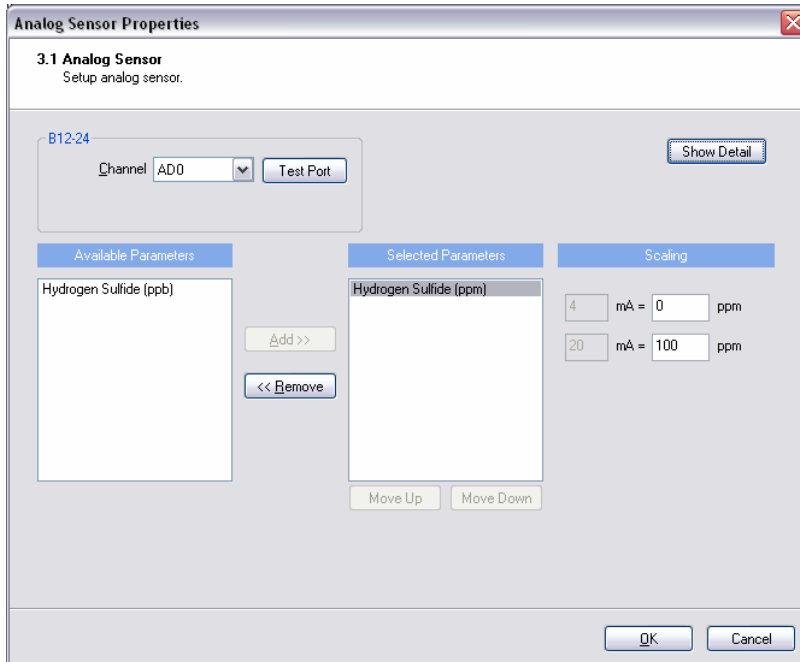 Analog Sensor Properties
3.1 Analog Sensor
Setup analog sensor.
B12-24
Channel AD0 Test Port
Show Detail
Available Parameters Selected Parameters Scaling
Hydrogen Sulfide (ppb) Hydrogen Sulfide (ppm)
4 mA = 0 ppm
Add >>
20 mA = 100 ppm
<< Remove
Move Up Move Down
OK Cancel